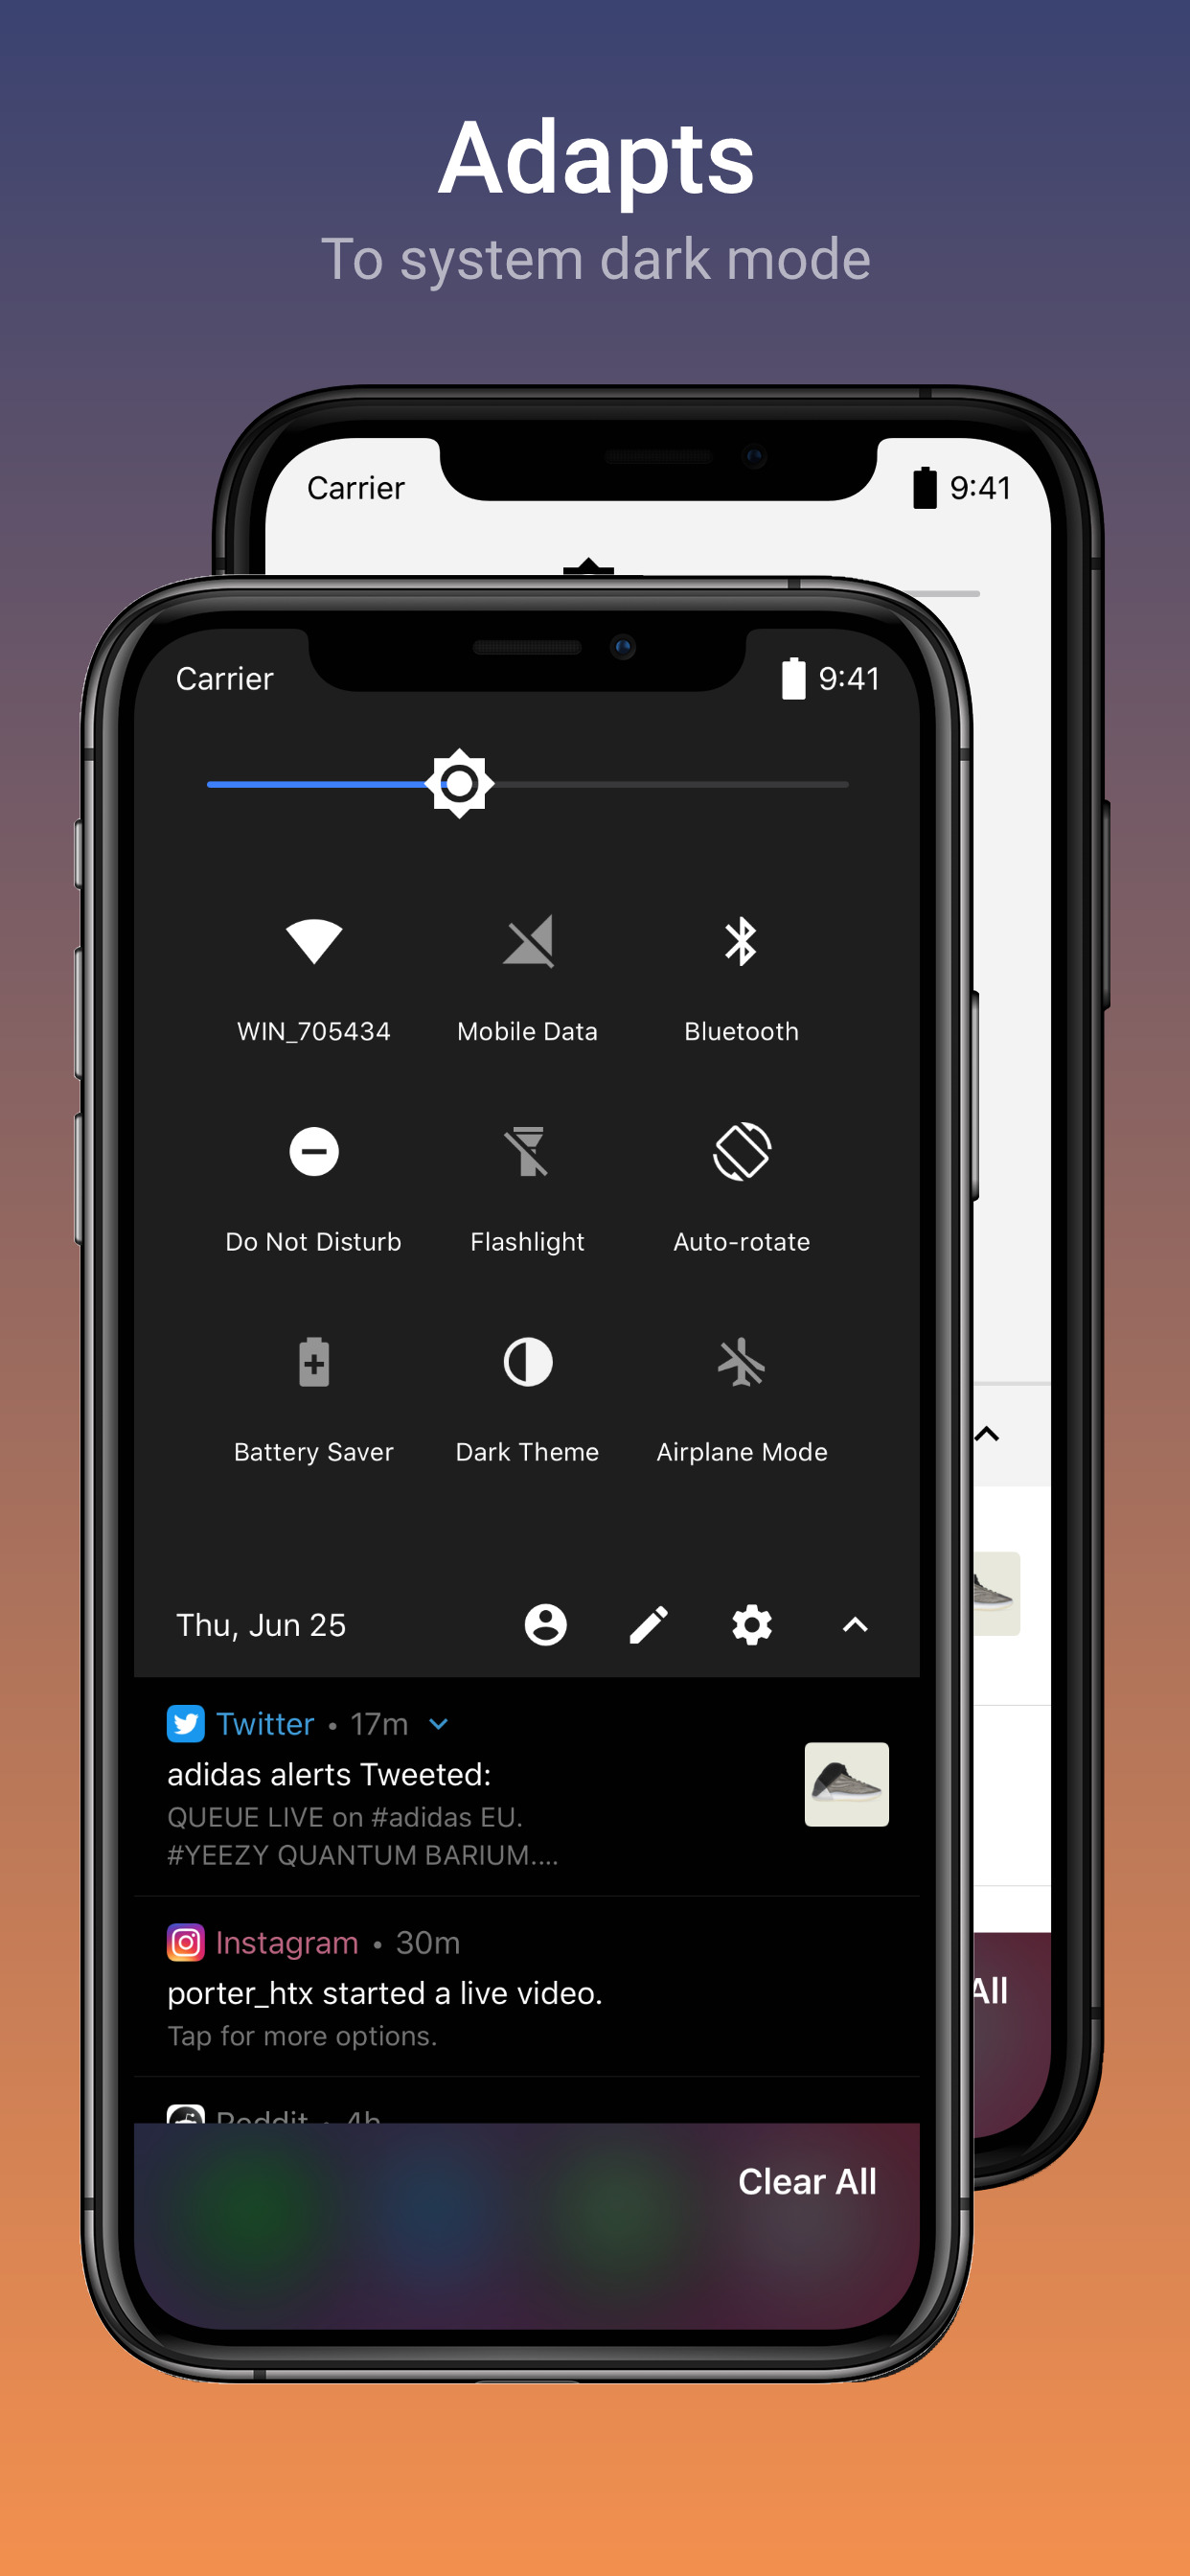 Adapts
To system dark mode
Carrier 9:41
Carrier 9:41
WIN_705434 Mobile Data Bluetooth
Do Not Disturb Flashlight Auto-rotate
Battery Saver Dark Theme Airplane Mode
Thu, Jun 25
Twitter • 17m
adidas alerts Tweeted:
QUEUE LIVE on #adidas EU.
#YEEZY QUANTUM BARIUM....
Instagram • 30m
porter_htx started a live video.
All
Tap for more options.
Reddit • 4h
Clear All